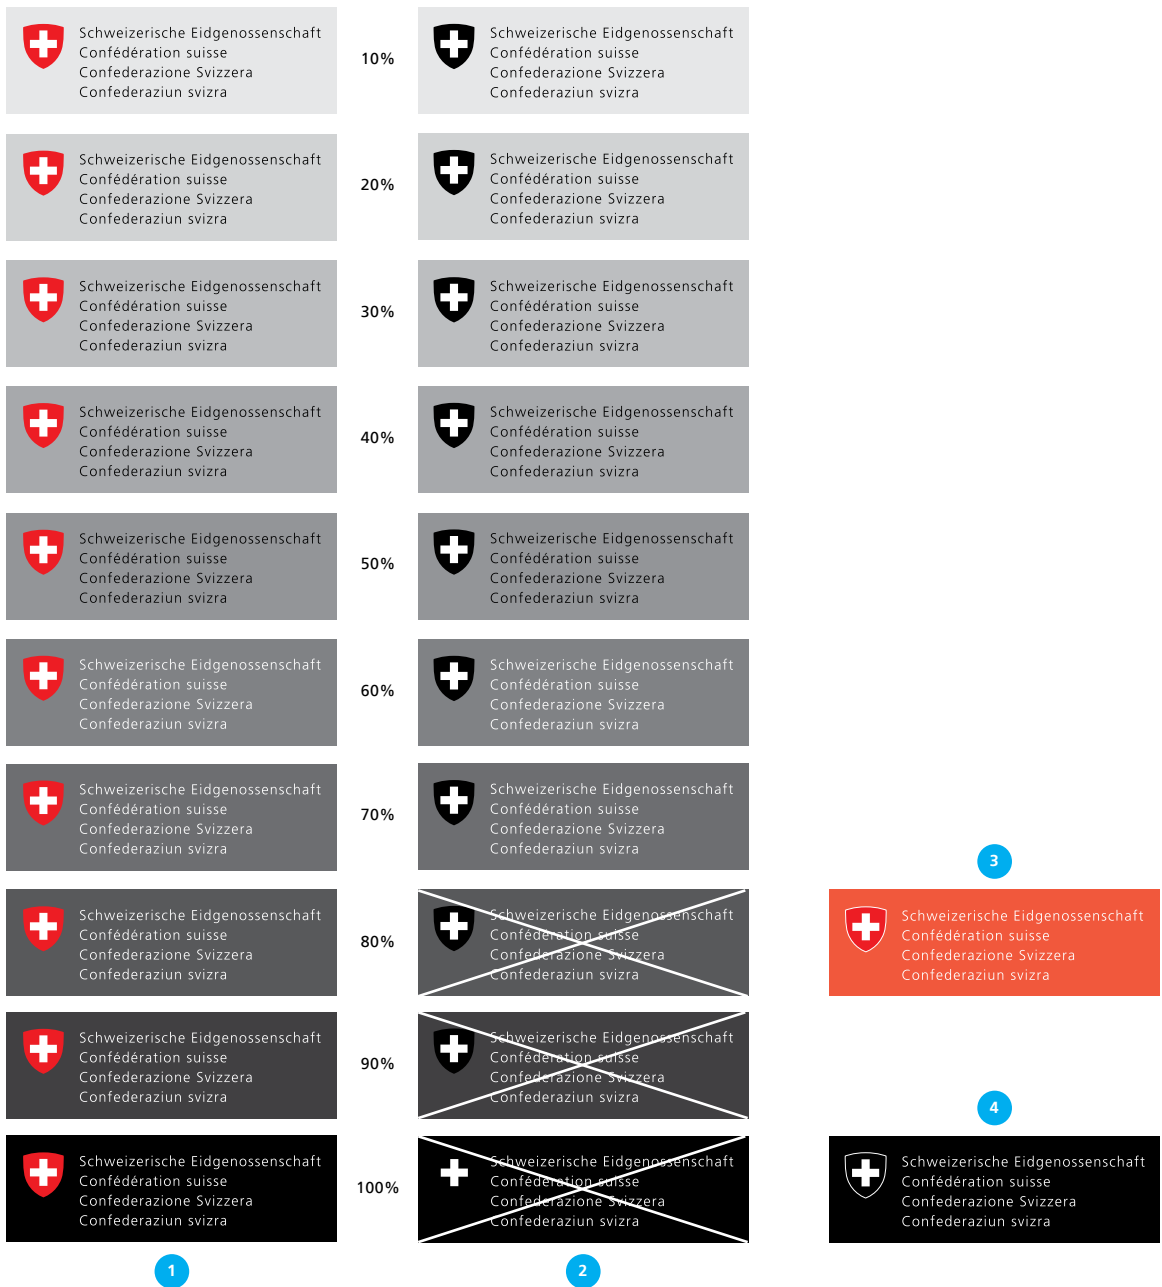 Schweizerische Eidgenossenschaft
Confédération suisse
Confederazione Svizzera
Confederaziun svizra
10%
Schweizerische Eidgenossenschaft
Confédération suisse
Confederazione Svizzera
Confederaziun svizra
Schweizerische Eidgenossenschaft
Confédération suisse
Confederazione Svizzera
Confederaziun svizra
20%
Schweizerische Eidgenossenschaft
Confédération suisse
Confederazione Svizzera
Confederaziun svizra
Schweizerische Eidgenossenschaft
Confédération suisse
Confederazione Svizzera
Confederaziun svizra
30%
Schweizerische Eidgenossenschaft
Confédération suisse
Confederazione Svizzera
Confederaziun svizra
Schweizerische Eidgenossenschaft
Confédération suisse
Confederazione Svizzera
Confederaziun svizra
40%
Schweizerische Eidgenossenschaft
Confédération suisse
Confederazione Svizzera
Confederaziun svizra
Schweizerische Eidgenossenschaft
Confédération suisse
Confederazione Svizzera
Confederaziun svizra
50%
Schweizerische Eidgenossenschaft
Confédération suisse
Confederazione Svizzera
Confederaziun svizra
Schweizerische Eidgenossenschaft
Confédération suisse
Confederazione Svizzera
Confederaziun svizra
60%
Schweizerische Eidgenossenschaft
Confédération suisse
Confederazione Svizzera
Confederaziun svizra
Schweizerische Eidgenossenschaft
Confédération suisse
Confederazione Svizzera
Confederaziun svizra
70%
Schweizerische Eidgenossenschaft
Confédération suisse
Confederazione Svizzera
Confederaziun svizra
3
Schweizerische Eidgenossenschaft
Confédération suisse
Confederazione Svizzera
Confederaziun svizra
80%
Schweizerische Eidgenossenschaft
Confédération suisse
Confederazione Svizzera
Confederaziun svizra
Schweizerische Eidgenossenschaft
Confédération suisse
Confederazione Svizzera
Confederaziun svizra
Schweizerische Eidgenossenschaft
Confédération suisse
Confederazione Svizzera
Confederaziun svizra
90%
Schweizerische Eidgenossenschaft
Confédération suisse
Confederazione Svizzera
Confederaziun svizra
4
Schweizerische Eidgenossenschaft
Confédération suisse
Confederazione Svizzera
Confederaziun svizra
100%
Schweizerische Eidgenossenschaft
Confédération suisse
Confederazione Svizzera
Confederaziun svizra
Schweizerische Eidgenossenschaft
Confédération suisse
Confederazione Svizzera
Confederaziun svizra
1
2